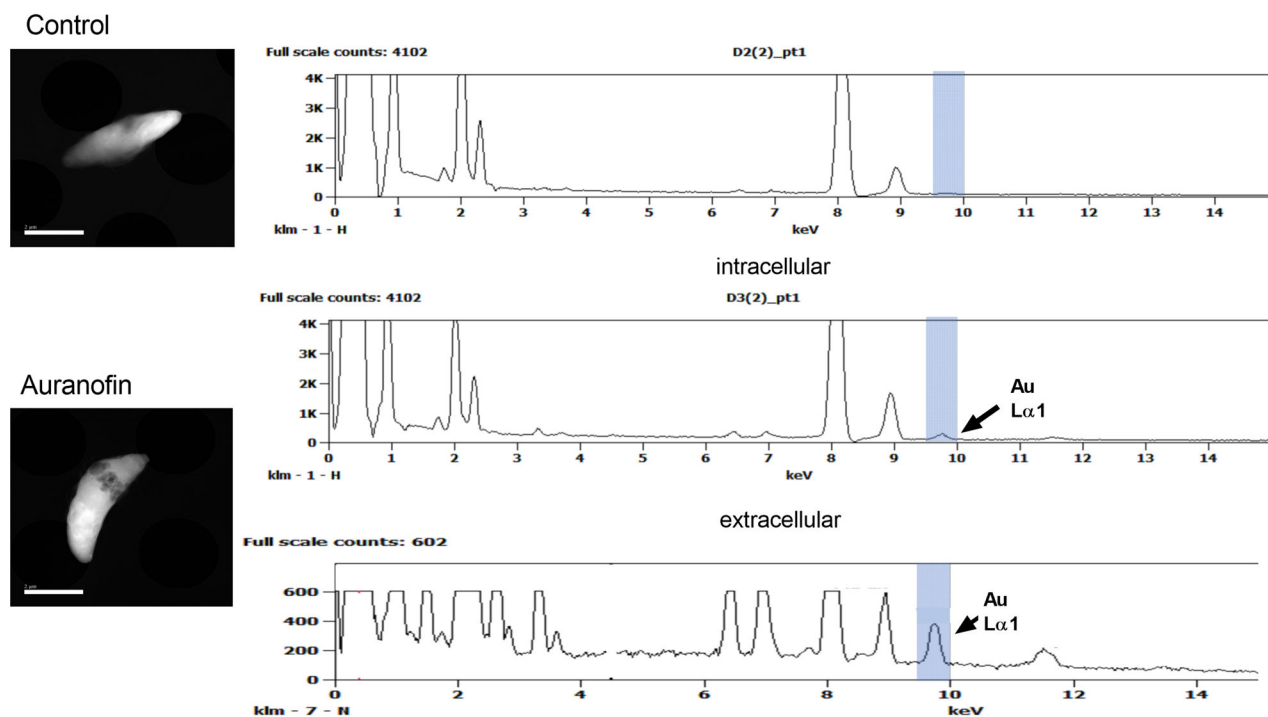 Control
Full scale counts: 4102
D2(2)_pt1
4K
3K
2K
1K
0
0 1 2 3 4 5 6 7 8 9 10 11 12 13 14
klm - 1 - H
keV
2 μm
intracellular
Full scale counts: 4102
D3(2)_pt1
4K
3K
2K
1K
0
Au
Lα1
0 1 2 3 4 5 6 7 8 9 10 11 12 13 14
klm - 1 - H
keV
Auranofin
2 μm
extracellular
Full scale counts: 602
600
400
200
0
Au
Lα1
0 2 4 6 8 10 12 14
klm - 7 - N
keV